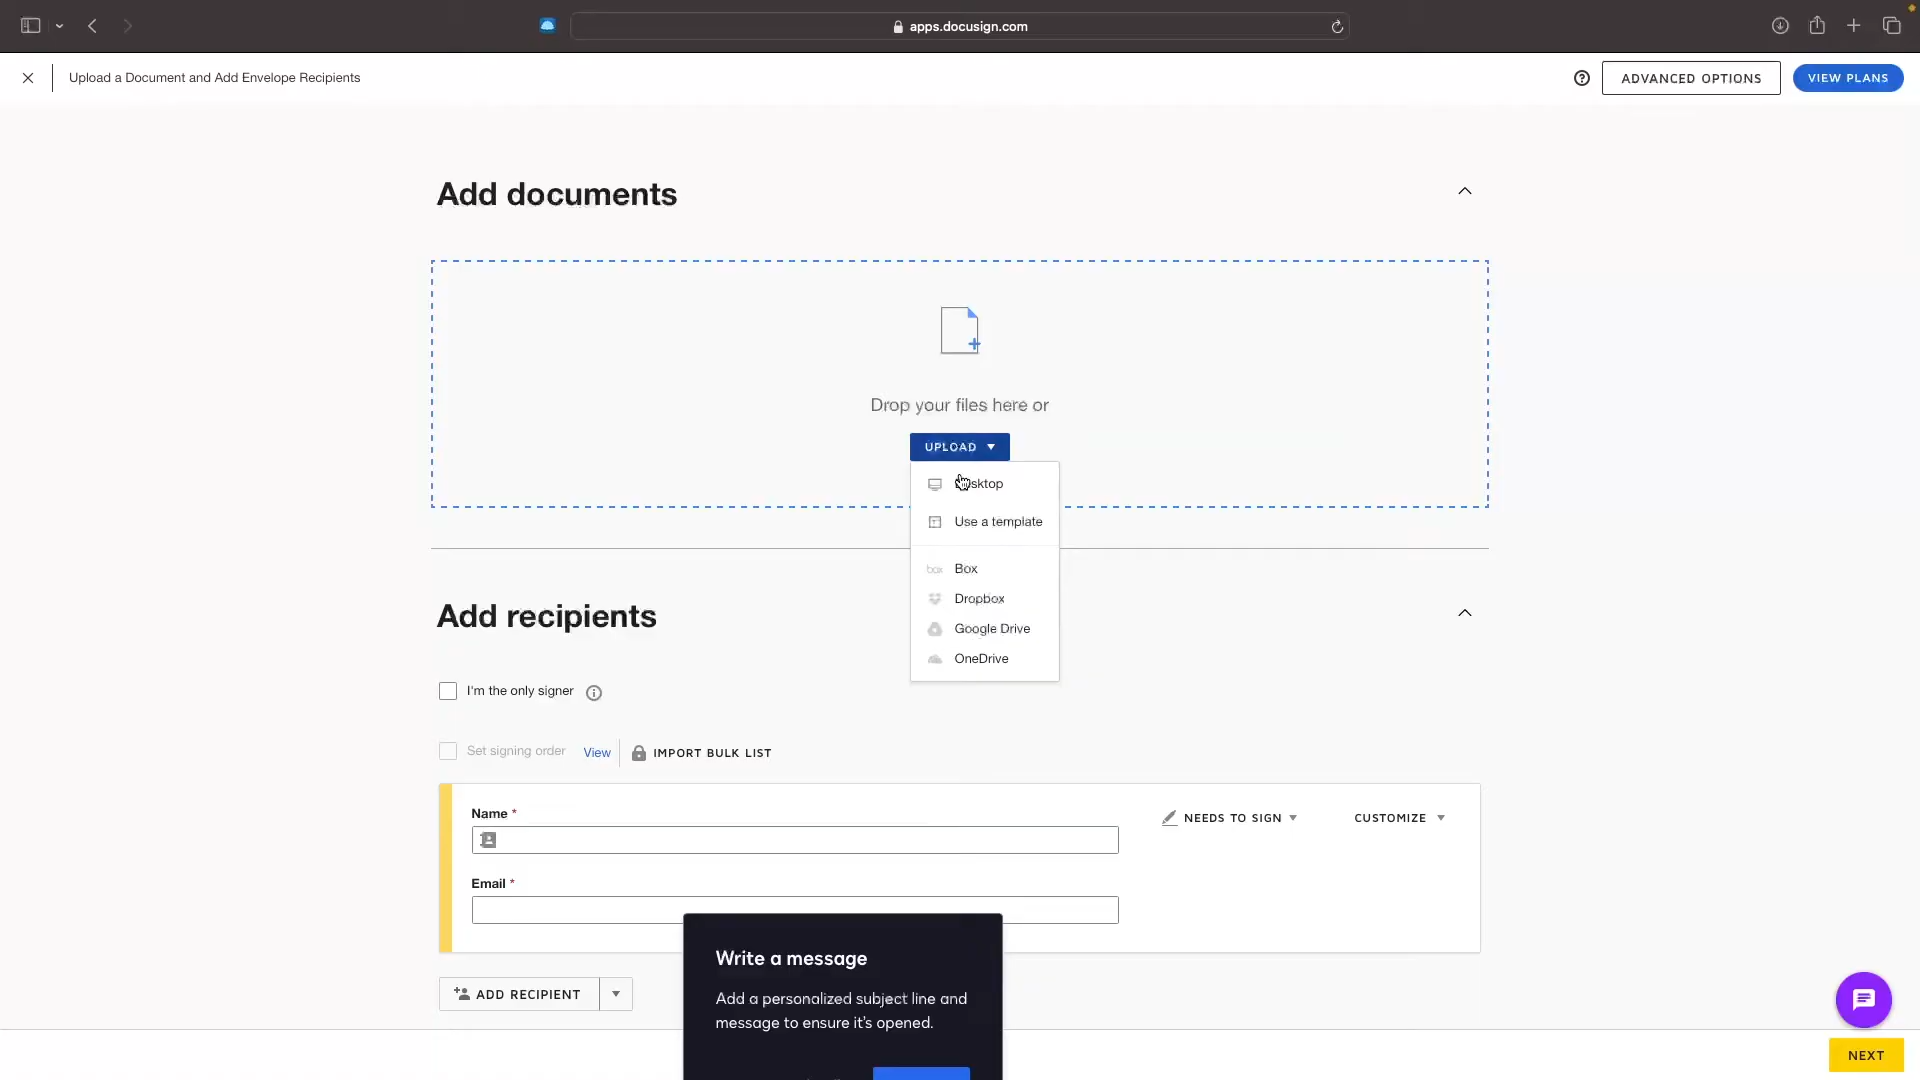 apps.docusign.com
Upload a Document and Add Envelope Recipients
ADVANCED OPTIONS
VIEW PLANS
Add documents
Drop your files here or
UPLOAD
Desktop
Use a template
box Box
Dropbox
Google Drive
OneDrive
Add recipients
I'm the only signer
Set signing order View IMPORT BULK LIST
Name *
NEEDS TO SIGN
CUSTOMIZE
Email *
Write a message
Add a personalized subject line and
message to ensure it's opened.
ADD RECIPIENT
NEXT